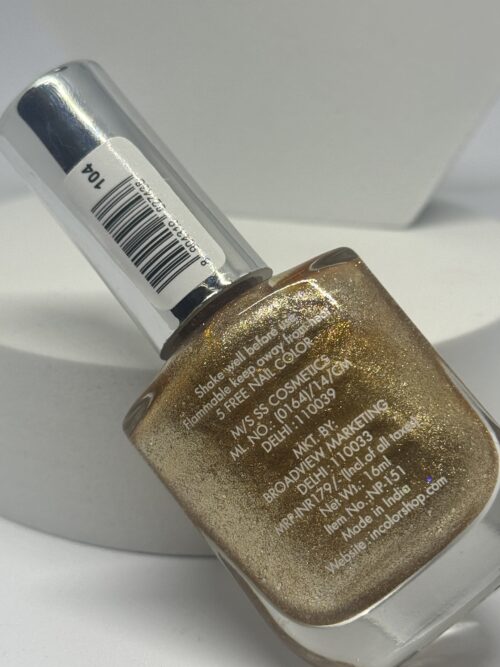 104
Shake well before use.
Flammable keep away from heat
5 FREE NAIL COLOR
M/S SS COSMETICS
ML NO.: (0164)/14/CM
DELHI :110039
MKT. BY:
BROADVIEW MARKETING
DELHI :110033
MRP.INR179/-(Incl of all taxes)
Net Wt.: 16ml
Item No.:NP-151
Made in India
Website : incolorshop.com